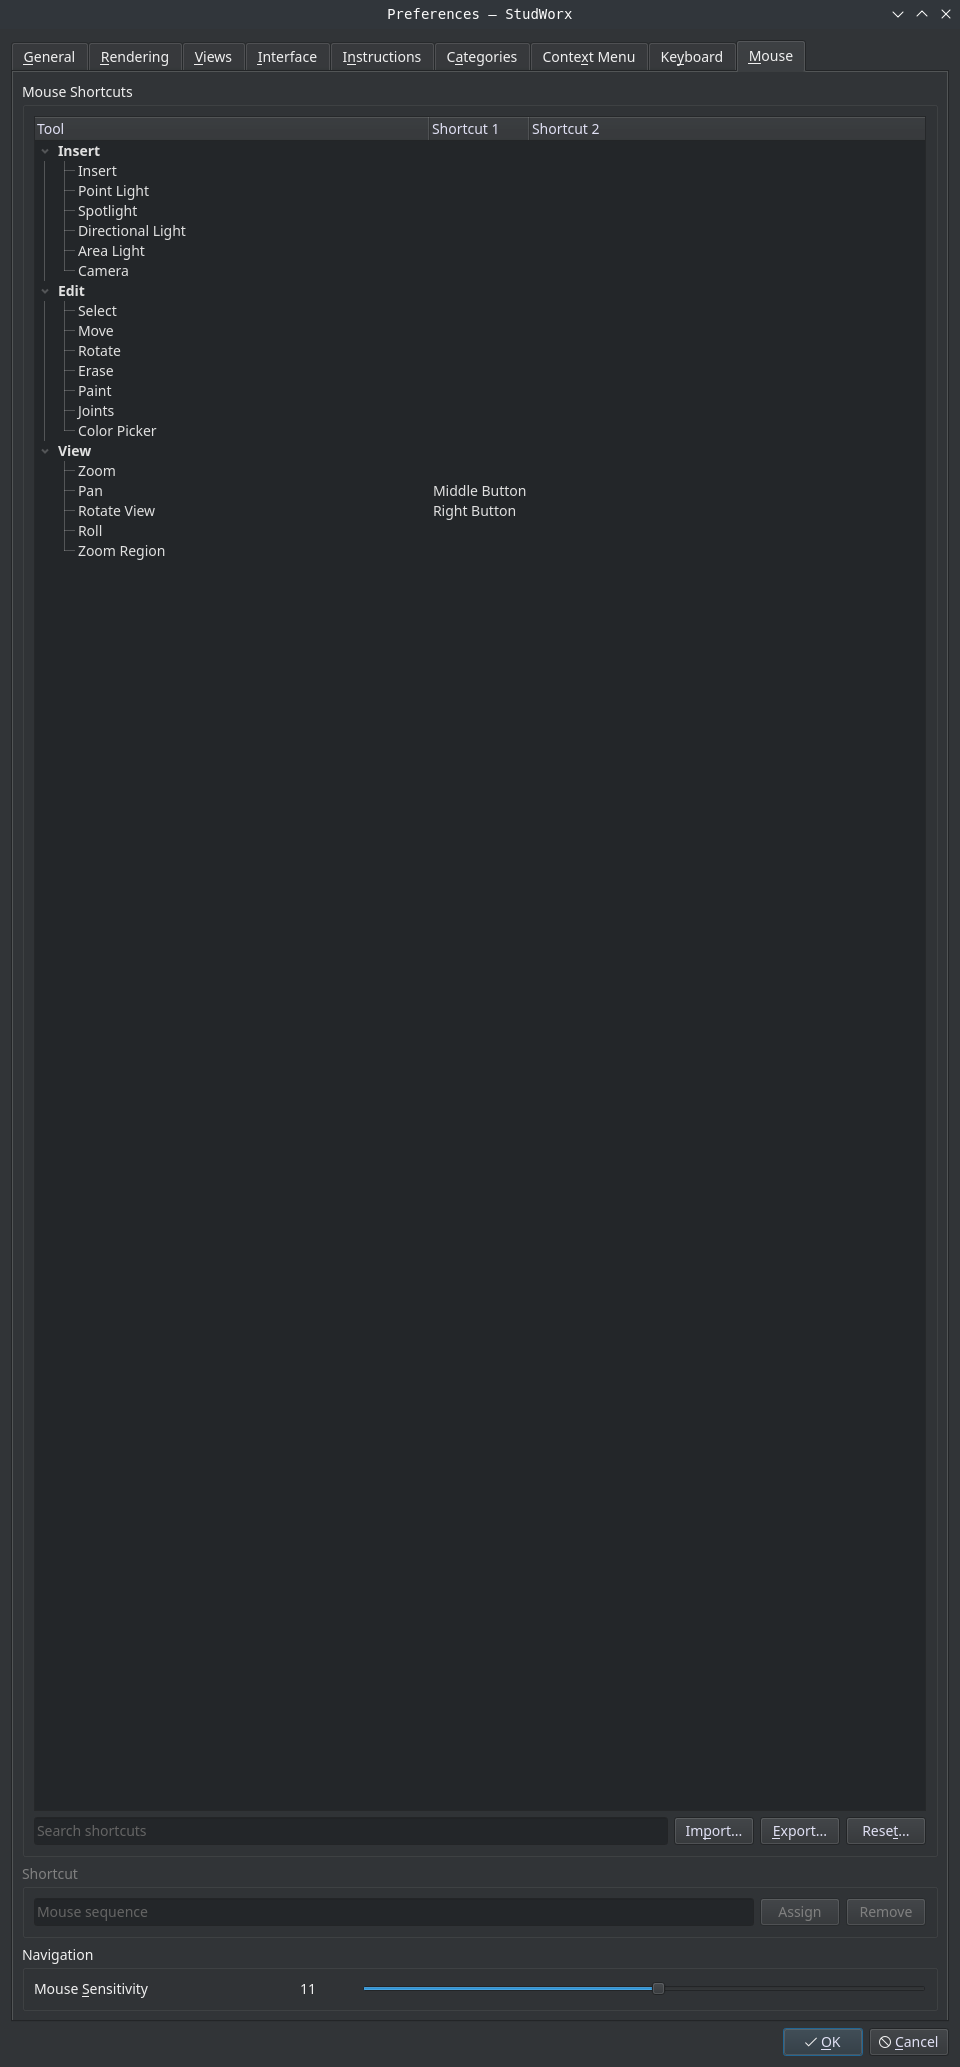 Preferences — StudWorx
General Rendering Views Interface Instructions Categories Context Menu Keyboard Mouse
Mouse Shortcuts
Tool Shortcut 1 Shortcut 2
Insert
Insert
Point Light
Spotlight
Directional Light
Area Light
Camera
Edit
Select
Move
Rotate
Erase
Paint
Joints
Color Picker
View
Zoom
Pan Middle Button
Rotate View Right Button
Roll
Zoom Region
Search shortcuts Import... Export... Reset...
Shortcut
Mouse sequence Assign Remove
Navigation
Mouse Sensitivity 11
OK Cancel